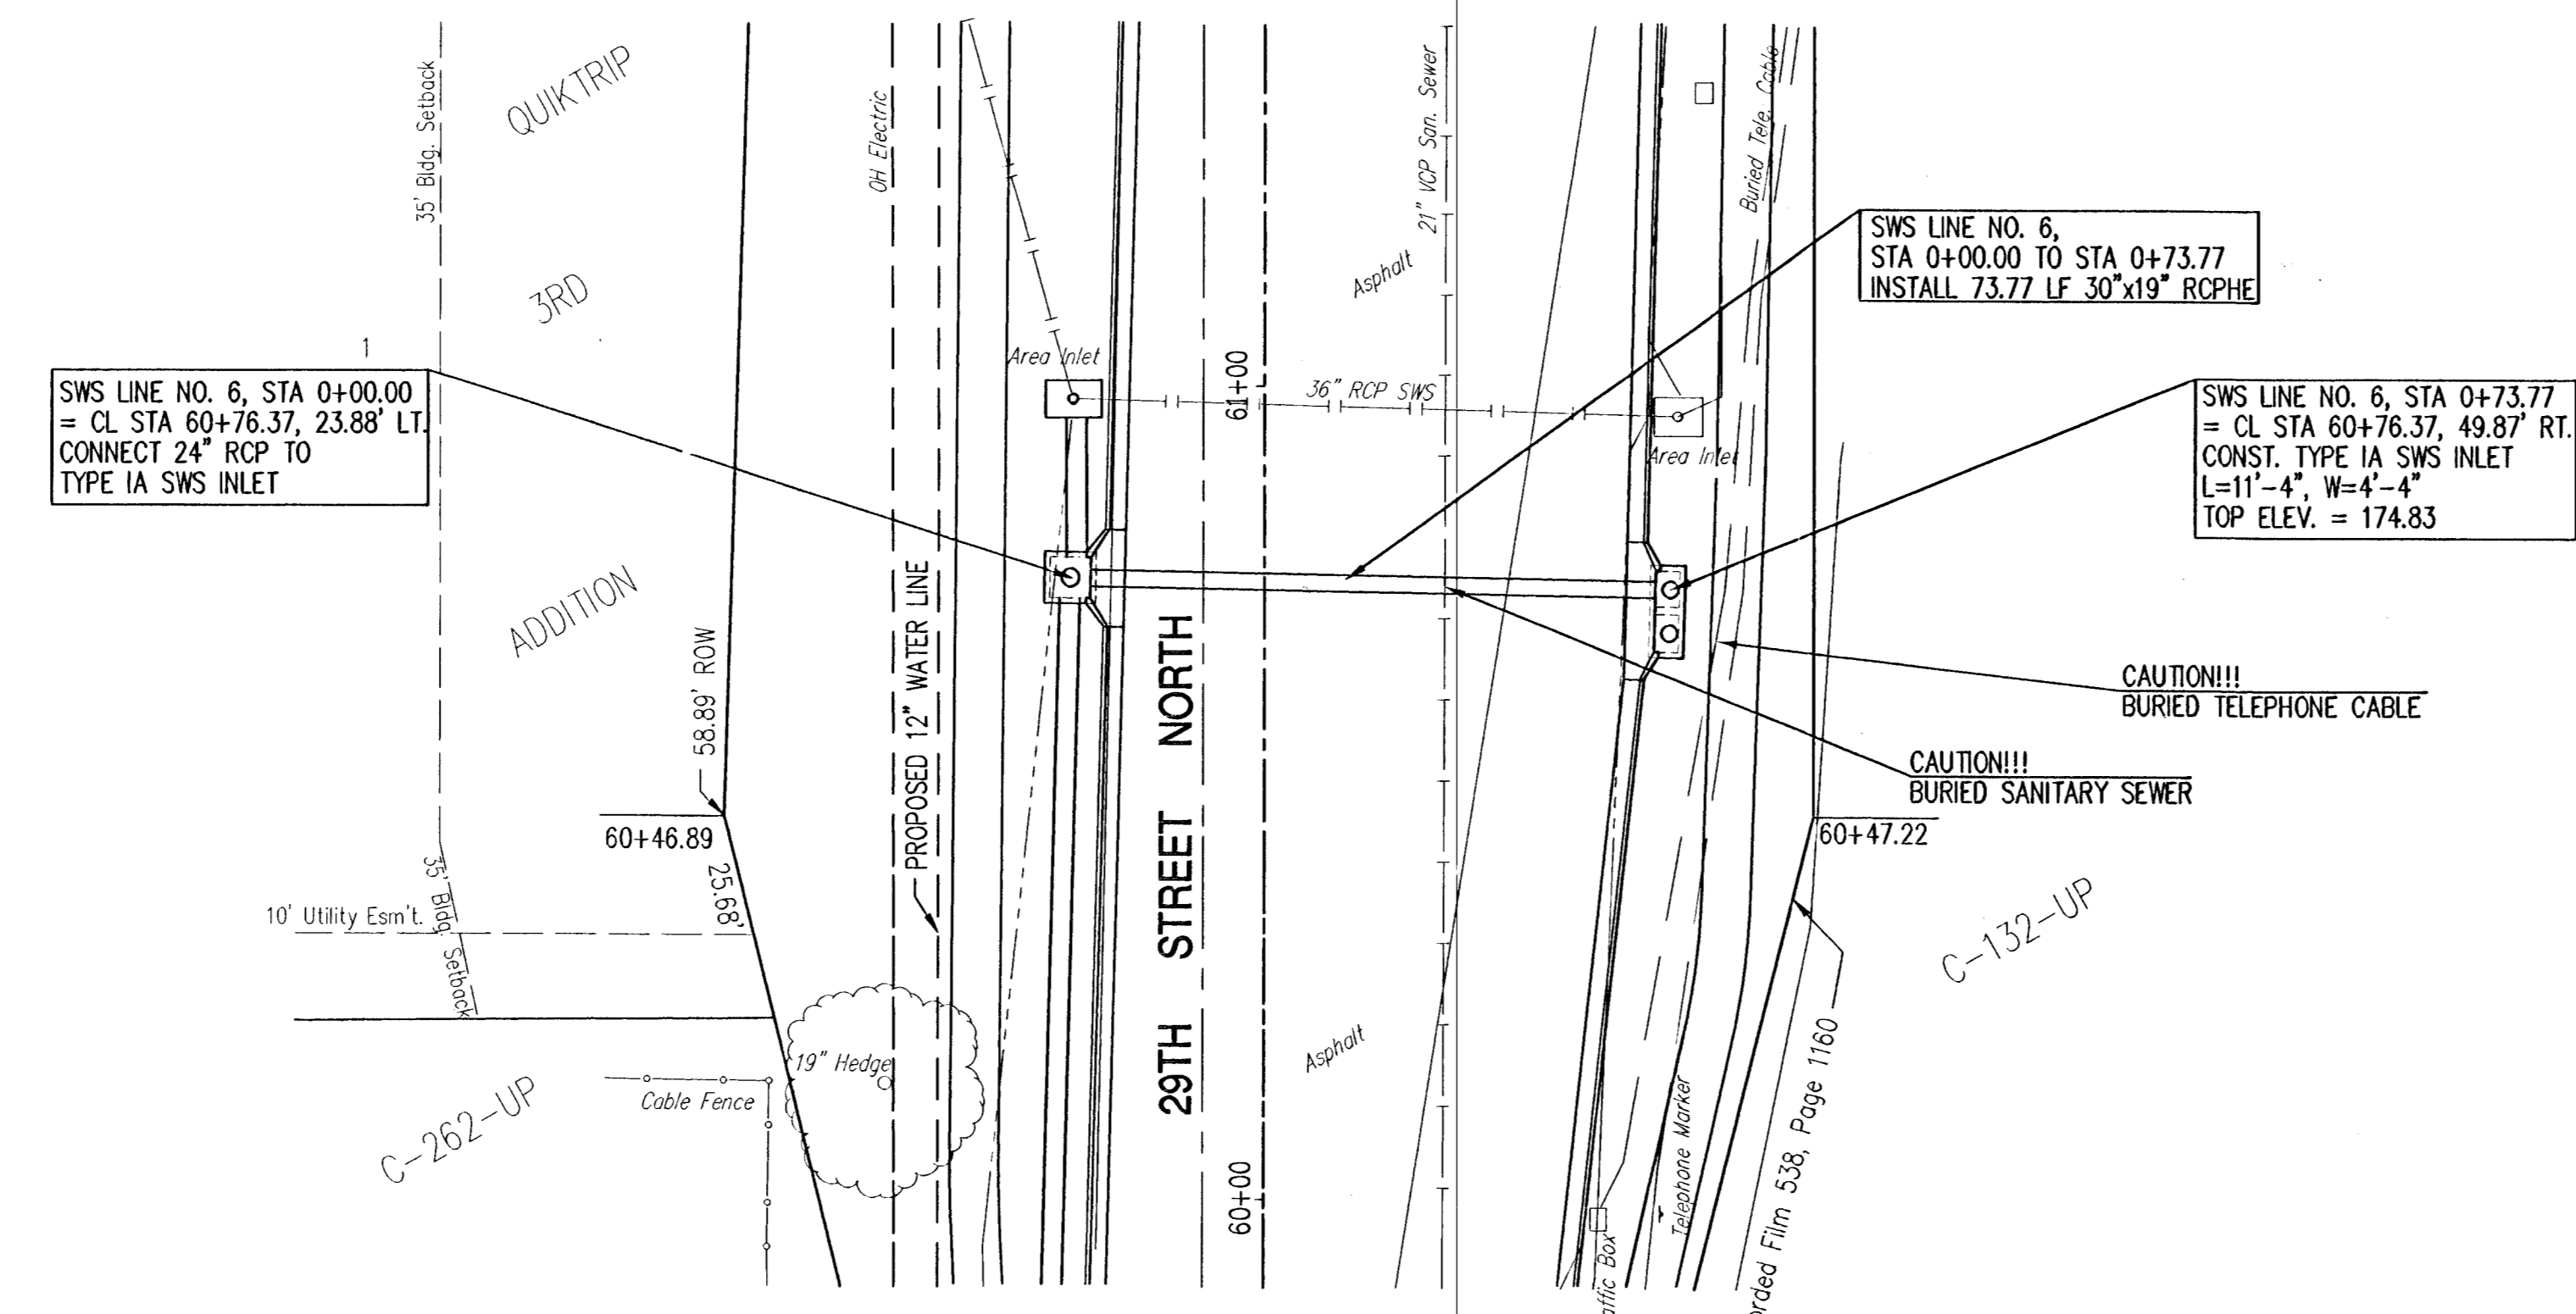 QUIKTRIP
3RD
ADDITION
1
35' Bldg. Setback
OH Electric
21" VCP San. Sewer
Buried Tele. Cable
Asphalt
SWS LINE NO. 6,
STA 0+00.00 TO STA 0+73.77
INSTALL 73.77 LF 30"x19" RCPHE
SWS LINE NO. 6, STA 0+00.00
= CL STA 60+76.37, 23.88' LT.
CONNECT 24" RCP TO
TYPE IA SWS INLET
Area Inlet
61+00
36" RCP SWS
Area Inlet
SWS LINE NO. 6, STA 0+73.77
= CL STA 60+76.37, 49.87' RT.
CONST. TYPE IA SWS INLET
L=11'-4", W=4'-4"
TOP ELEV. = 174.83
58.89' ROW
PROPOSED 12" WATER LINE
29TH STREET NORTH
CAUTION!!!
BURIED TELEPHONE CABLE
CAUTION!!!
BURIED SANITARY SEWER
60+46.89
60+47.22
25.68'
35' Bldg. Setback
10' Utility Esm't.
C-132-UP
19" Hedge
Cable Fence
C-262-UP
Asphalt
60+00
Telephone Marker
affic Box
orded Film 538, Page 1160